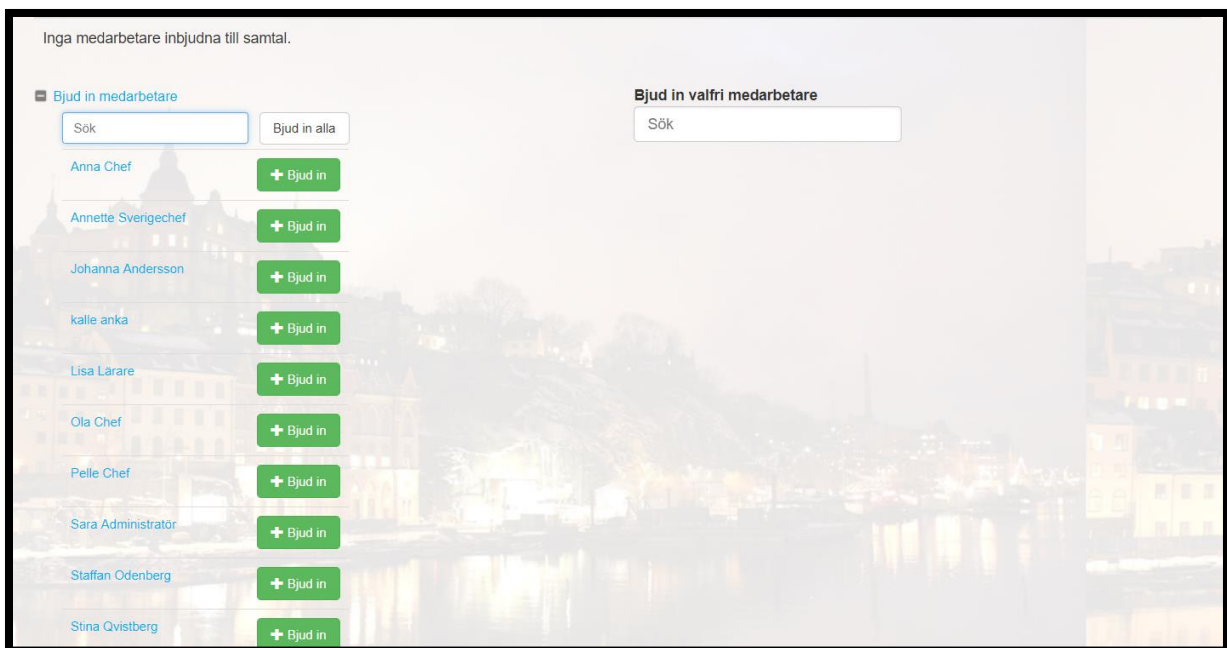 Inga medarbetare inbjudna till samtal.
Bjud in medarbetare
Sök
Bjud in alla
Anna Chef
Bjud in
Annette Sverigechef
Bjud in
Johanna Andersson
Bjud in
kalle anka
Bjud in
Lisa Lärare
Bjud in
Ola Chef
Bjud in
Pelle Chef
Bjud in
Sara Administratör
Bjud in
Staffan Odenberg
Bjud in
Stina Qvistberg
Bjud in
Bjud in valfri medarbetare
Sök